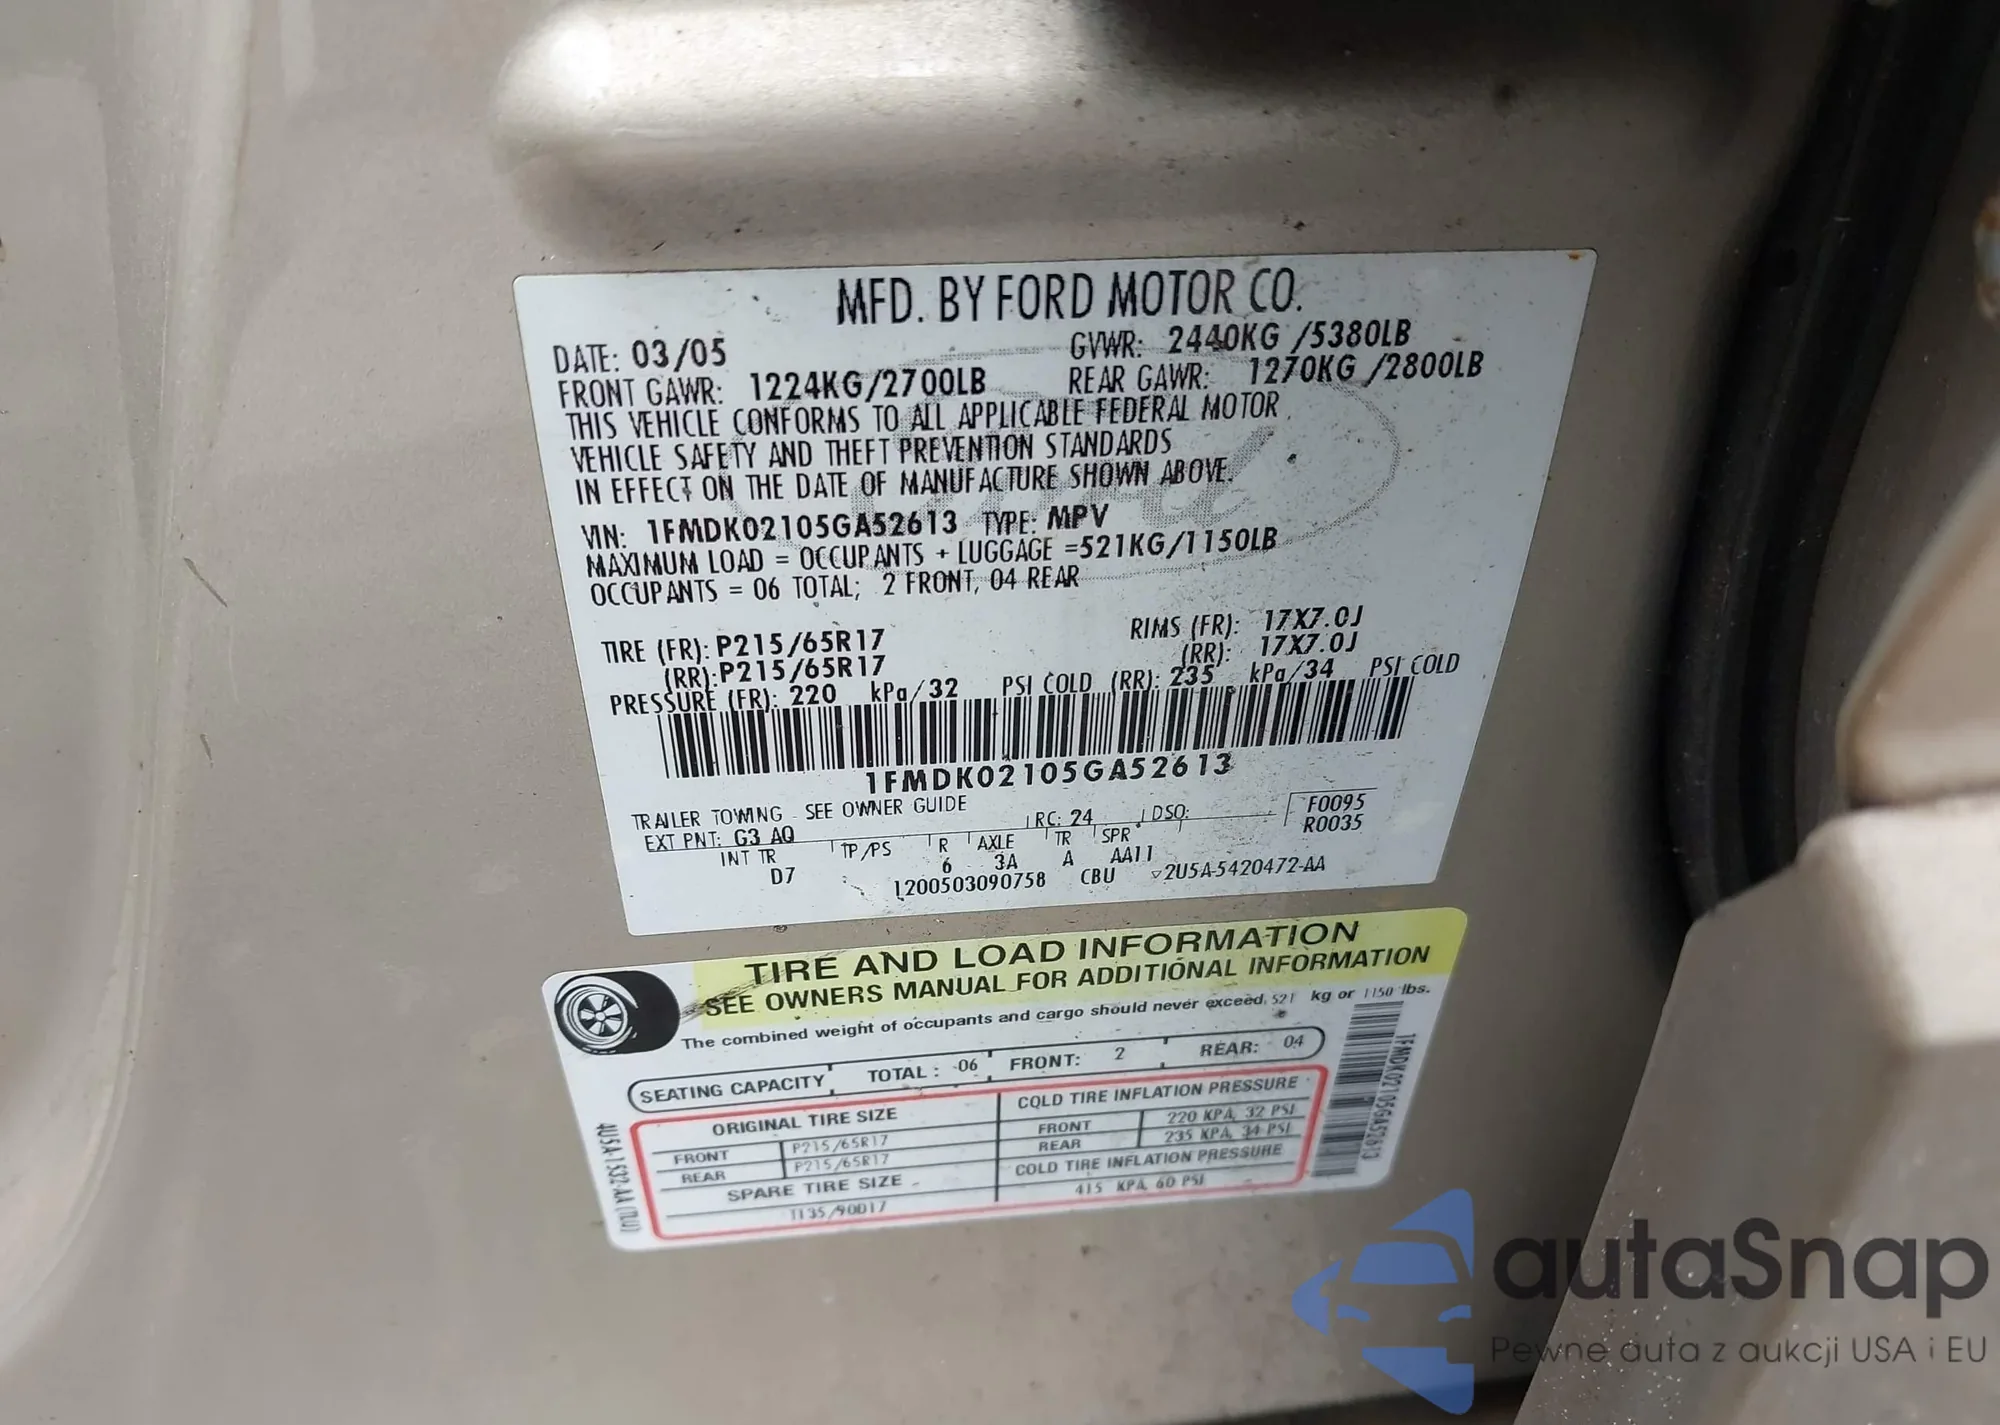 MFD. BY FORD MOTOR CO.
DATE: 03/05 GVWR: 2440KG /5380LB
FRONT GAWR: 1224KG/2700LB REAR GAWR: 1270KG /2800LB
THIS VEHICLE CONFORMS TO ALL APPLICABLE FEDERAL MOTOR
VEHICLE SAFETY AND THEFT PREVENTION STANDARDS
IN EFFECT ON THE DATE OF MANUFACTURE SHOWN ABOVE.
VIN: 1FMDK02105GA52613 TYPE: MPV
MAXIMUM LOAD = OCCUPANTS + LUGGAGE =521KG/1150LB
OCCUPANTS = 06 TOTAL; 2 FRONT, 04 REAR
TIRE (FR): P215/65R17 RIMS (FR): 17X7.0J
(RR): P215/65R17 (RR): 17X7.0J
PRESSURE (FR): 220 kPa/32 PSI COLD (RR): 235 kPa/34 PSI COLD
1FMDK02105GA52613
TRAILER TOWING - SEE OWNER GUIDE
EXT PNT: G3 AQ RC: 24 DSO: F0095
R0035
INT TR TP/PS R AXLE TR SPR
D7 6 3A A AA11
1200503090758 CBU ▽2U5A-5420472-AA
TIRE AND LOAD INFORMATION
SEE OWNERS MANUAL FOR ADDITIONAL INFORMATION
The combined weight of occupants and cargo should never exceed 521 kg or 1150 lbs.
SEATING CAPACITY TOTAL: 06 FRONT: 2 REAR: 04
ORIGINAL TIRE SIZE COLD TIRE INFLATION PRESSURE
FRONT P215/65R17 FRONT 220 KPA, 32 PSI
REAR P215/65R17 REAR 235 KPA, 34 PSI
SPARE TIRE SIZE COLD TIRE INFLATION PRESSURE
T135/90D17 415 KPA, 60 PSI
4U5A-1532-AA
1FMDK02105GA52613
autaSnap
Pewne auta z aukcji USA i EU